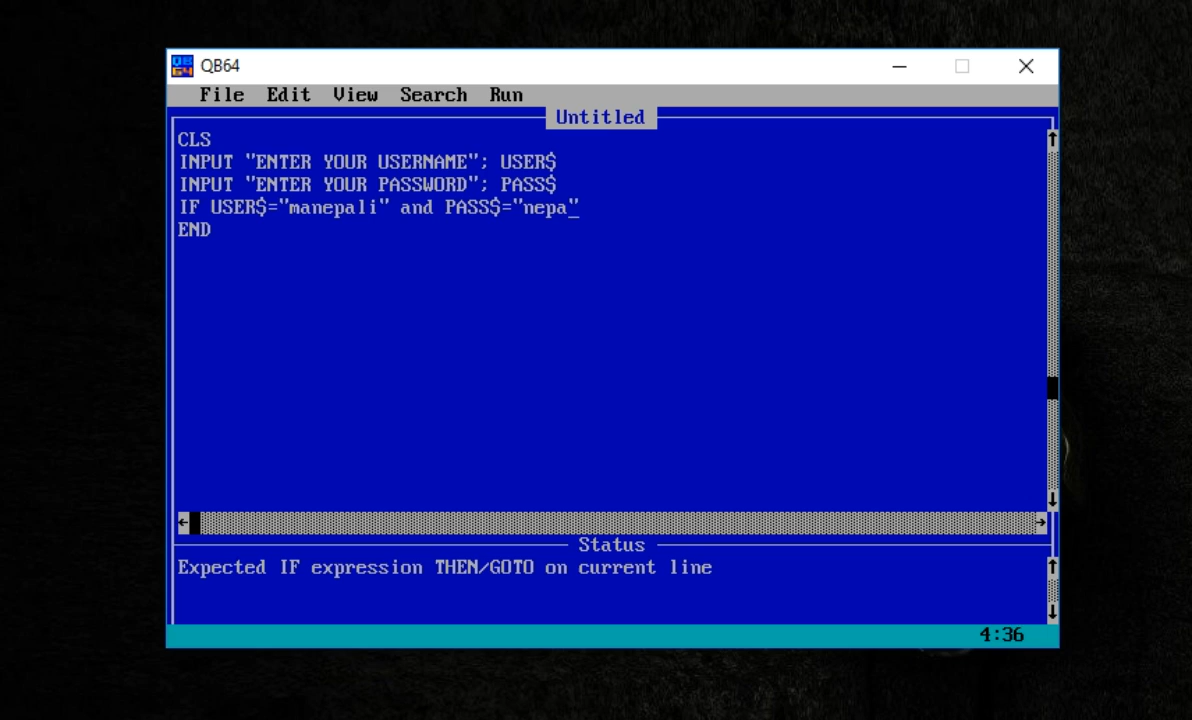 QB64
File Edit View Search Run
Untitled
CLS
INPUT "ENTER YOUR USERNAME"; USER$
INPUT "ENTER YOUR PASSWORD"; PASS$
IF USER$="manepali" and PASS$="nepa"
END
Status
Expected IF expression THEN/GOTO on current line
4:36